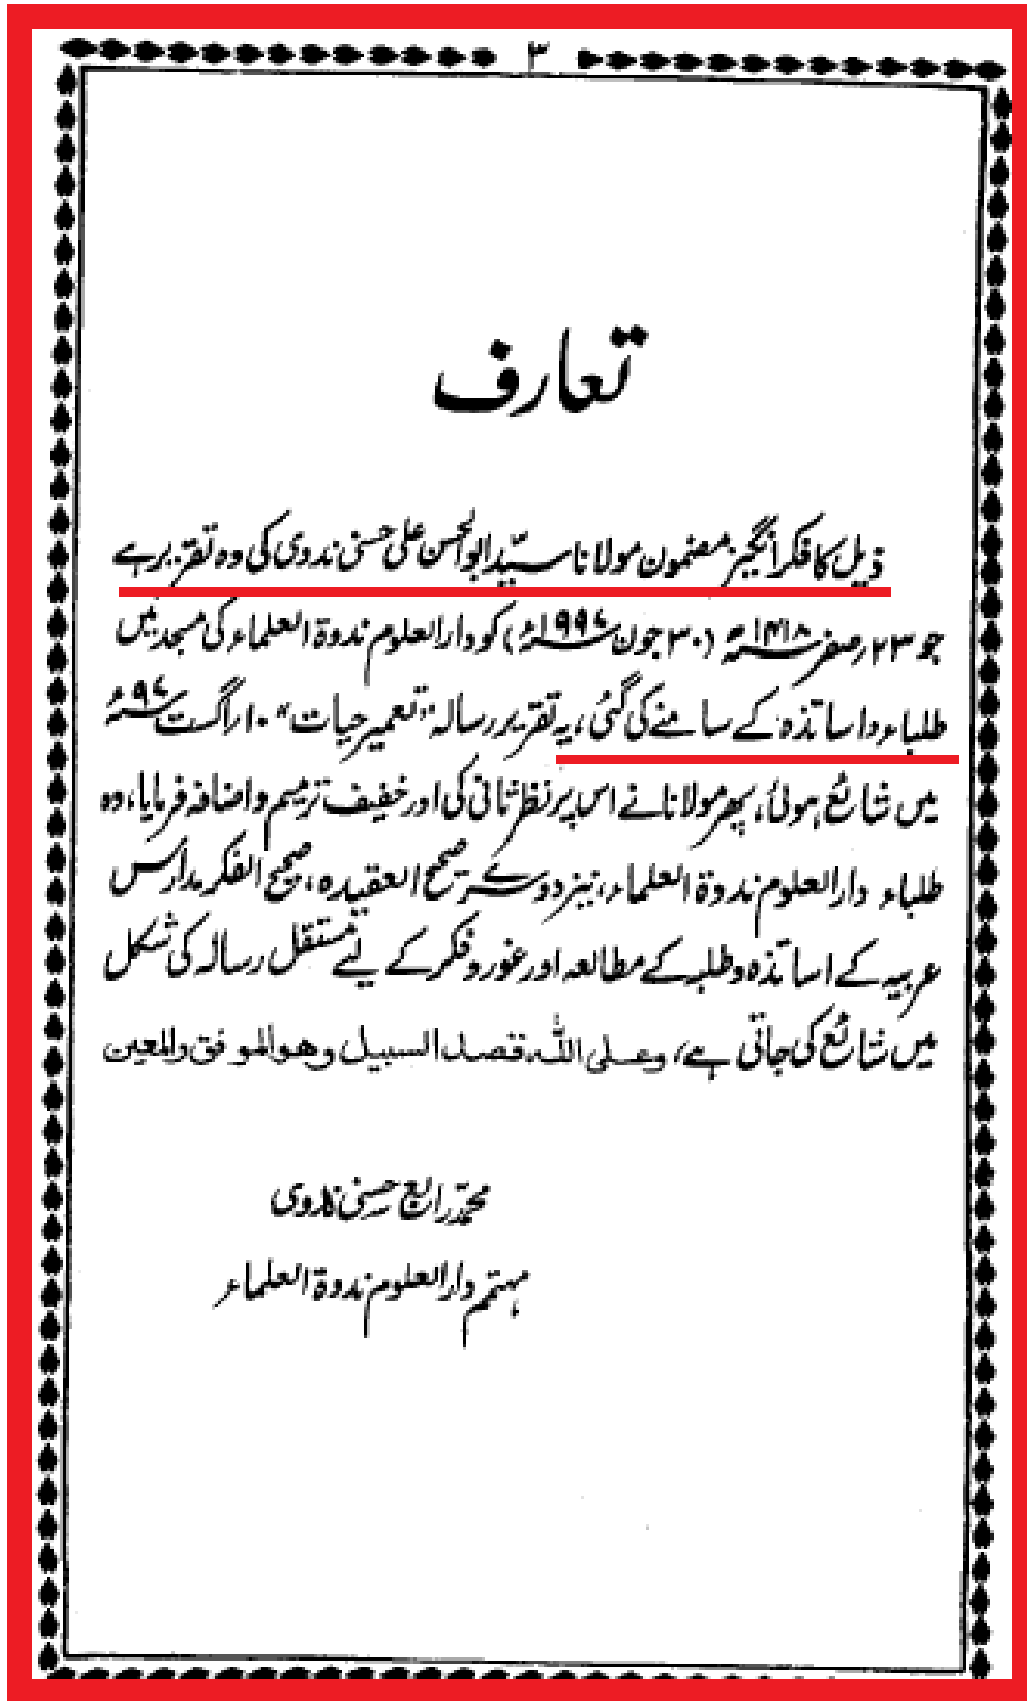 ۳
تعارف
ذیل کا فکر انگیز مضمون مولانا سیّد ابوالحسن علی حسنی ندوی کی وہ تقریر ہے
جو ۲۳؍صفر ۱۴۱۸ھ (۳۰ جون ۱۹۹۷ء) کو دارالعلوم ندوۃ العلماء کی مسجد میں
طلباء و اساتذہ کے سامنے کی گئی، یہ تقریر رسالہ "تعمیر حیات" ۱۰؍اگست ۹۷ء
میں شائع ہوئی، پھر مولانا نے اس پر نظر ثانی کی اور خفیف ترمیم و اضافہ فرمایا، وہ
طلباء دارالعلوم ندوۃ العلماء، نیز دوسرے صحیح العقیدہ، صحیح الفکر مدارس
عربیہ کے اساتذہ و طلبہ کے مطالعہ اور غور و فکر کے لیے مستقل رسالہ کی شکل
میں شائع کی جاتی ہے، وعلی اللہ قصد السبیل وھو الموفق والمعین
محمّد رابع حسنی ندوی
مہتمم دارالعلوم ندوۃ العلماء